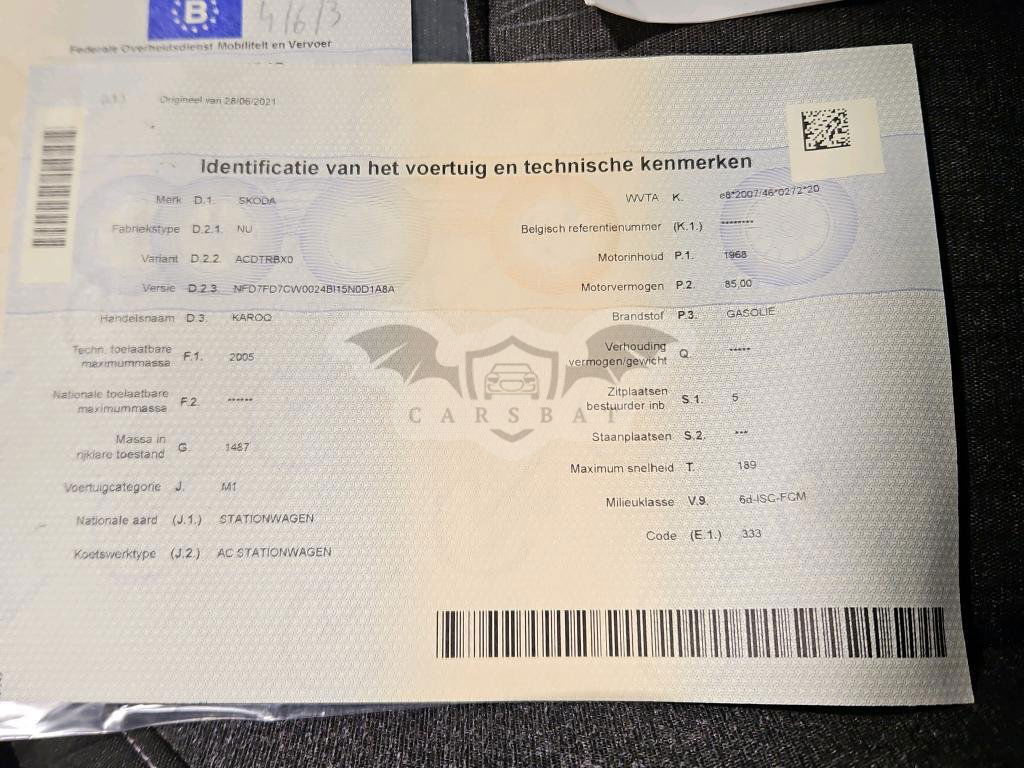 B
4/6/3
Federale Overheidsdienst Mobiliteit en Vervoer
Origineel van 28/06/2021
Identificatie van het voertuig en technische kenmerken
Merk D.1. SKODA
Fabriekstype D.2.1. NU
Variant D.2.2. ACDTRBX0
Versie D.2.3. NFD7FD7CW0024BI15N0D1A8A
Handelsnaam D.3. KAROQ
Techn. toelaatbare
maximummassa F.1. 2005
Nationale toelaatbare
maximummassa F.2. ******
Massa in
rijklare toestand G. 1487
Voertuigcategorie J. M1
Nationale aard (J.1.) STATIONWAGEN
Koetswerktype (J.2.) AC STATIONWAGEN
WVTA K. e8*2007/46*0272*20
Belgisch referentienummer (K.1.) ********
Motorinhoud P.1. 1968
Motorvermogen P.2. 85,00
Brandstof P.3. GASOLIE
Verhouding
vermogen/gewicht Q. *****
Zitplaatsen
bestuurder inb. S.1. 5
Staanplaatsen S.2. ***
Maximum snelheid T. 189
Milieuklasse V.9. 6d-ISC-FCM
Code (E.1.) 333
CARSBAT